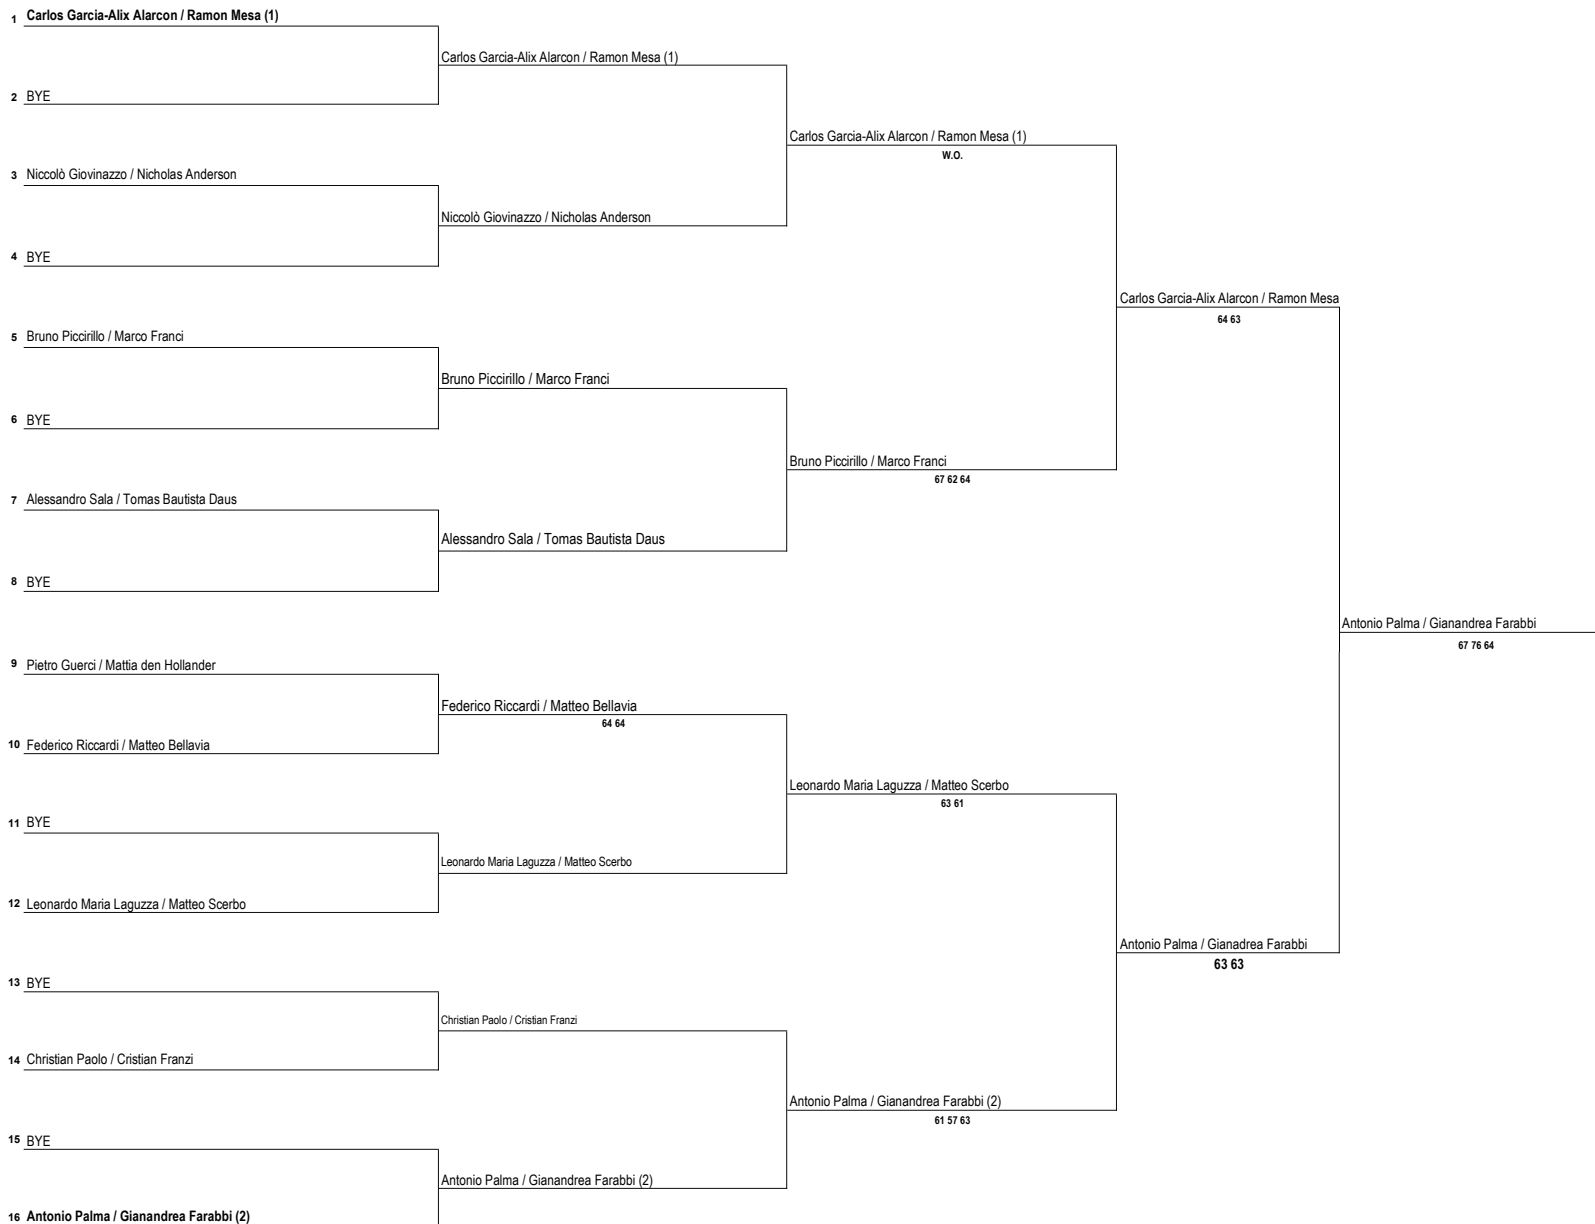 1 Carlos Garcia-Alix Alarcon / Ramon Mesa (1)
Carlos Garcia-Alix Alarcon / Ramon Mesa (1)
2 BYE
Carlos Garcia-Alix Alarcon / Ramon Mesa (1)
W.O.
3 Niccolò Giovinazzo / Nicholas Anderson
Niccolò Giovinazzo / Nicholas Anderson
4 BYE
Carlos Garcia-Alix Alarcon / Ramon Mesa
64 63
5 Bruno Piccirillo / Marco Franci
Bruno Piccirillo / Marco Franci
6 BYE
Bruno Piccirillo / Marco Franci
67 62 64
7 Alessandro Sala / Tomas Bautista Daus
Alessandro Sala / Tomas Bautista Daus
8 BYE
Antonio Palma / Gianandrea Farabbi
67 76 64
9 Pietro Guerci / Mattia den Hollander
Federico Riccardi / Matteo Bellavia
64 64
10 Federico Riccardi / Matteo Bellavia
Leonardo Maria Laguzza / Matteo Scerbo
63 61
11 BYE
Leonardo Maria Laguzza / Matteo Scerbo
12 Leonardo Maria Laguzza / Matteo Scerbo
Antonio Palma / Gianadrea Farabbi
63 63
13 BYE
Christian Paolo / Cristian Franzi
14 Christian Paolo / Cristian Franzi
Antonio Palma / Gianandrea Farabbi (2)
61 57 63
15 BYE
Antonio Palma / Gianandrea Farabbi (2)
16 Antonio Palma / Gianandrea Farabbi (2)